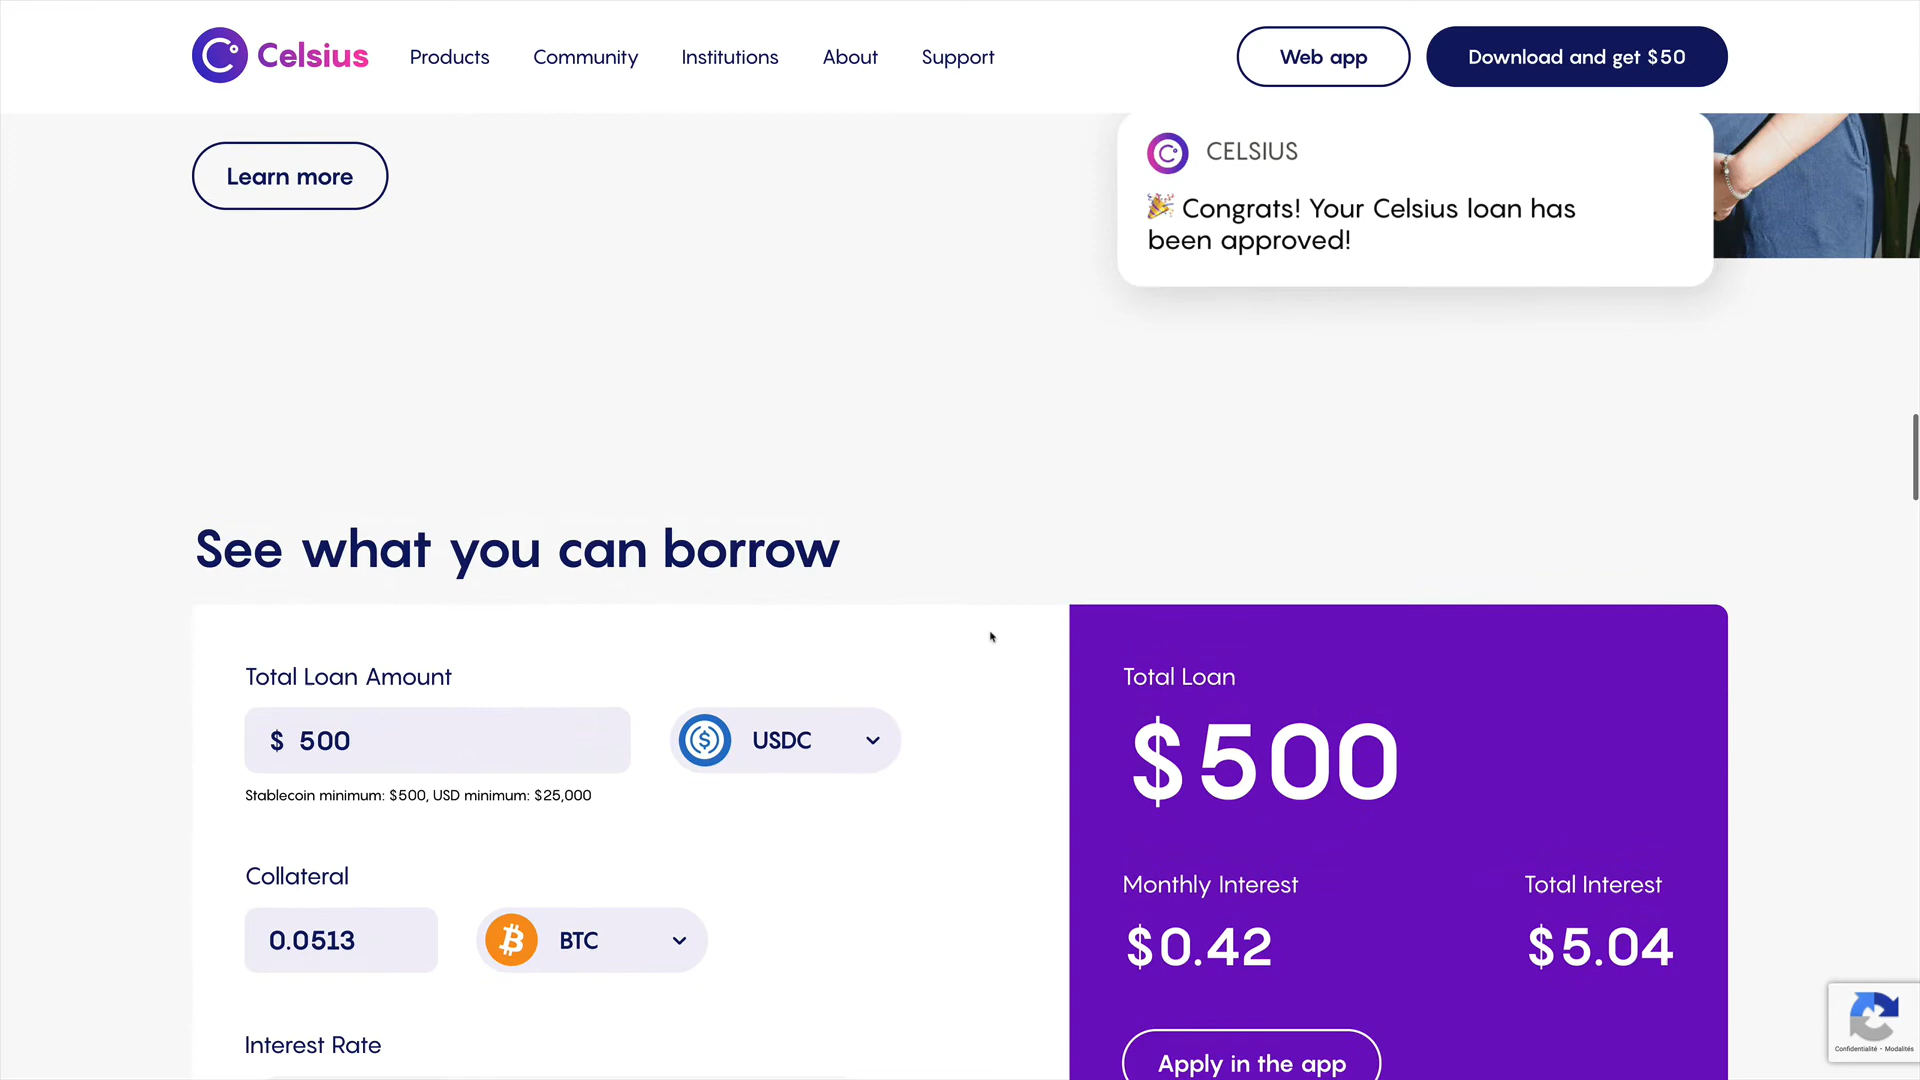 Celsius
Products
Community
Institutions
About
Support
Web app
Download and get $50
Learn more
CELSIUS
🎉 Congrats! Your Celsius loan has
been approved!
See what you can borrow
Total Loan Amount
$ 500
USDC
Stablecoin minimum: $500, USD minimum: $25,000
Collateral
0.0513
BTC
Interest Rate
Total Loan
$500
Monthly Interest
Total Interest
$0.42
$5.04
Apply in the app
Confidentialité - Modalités